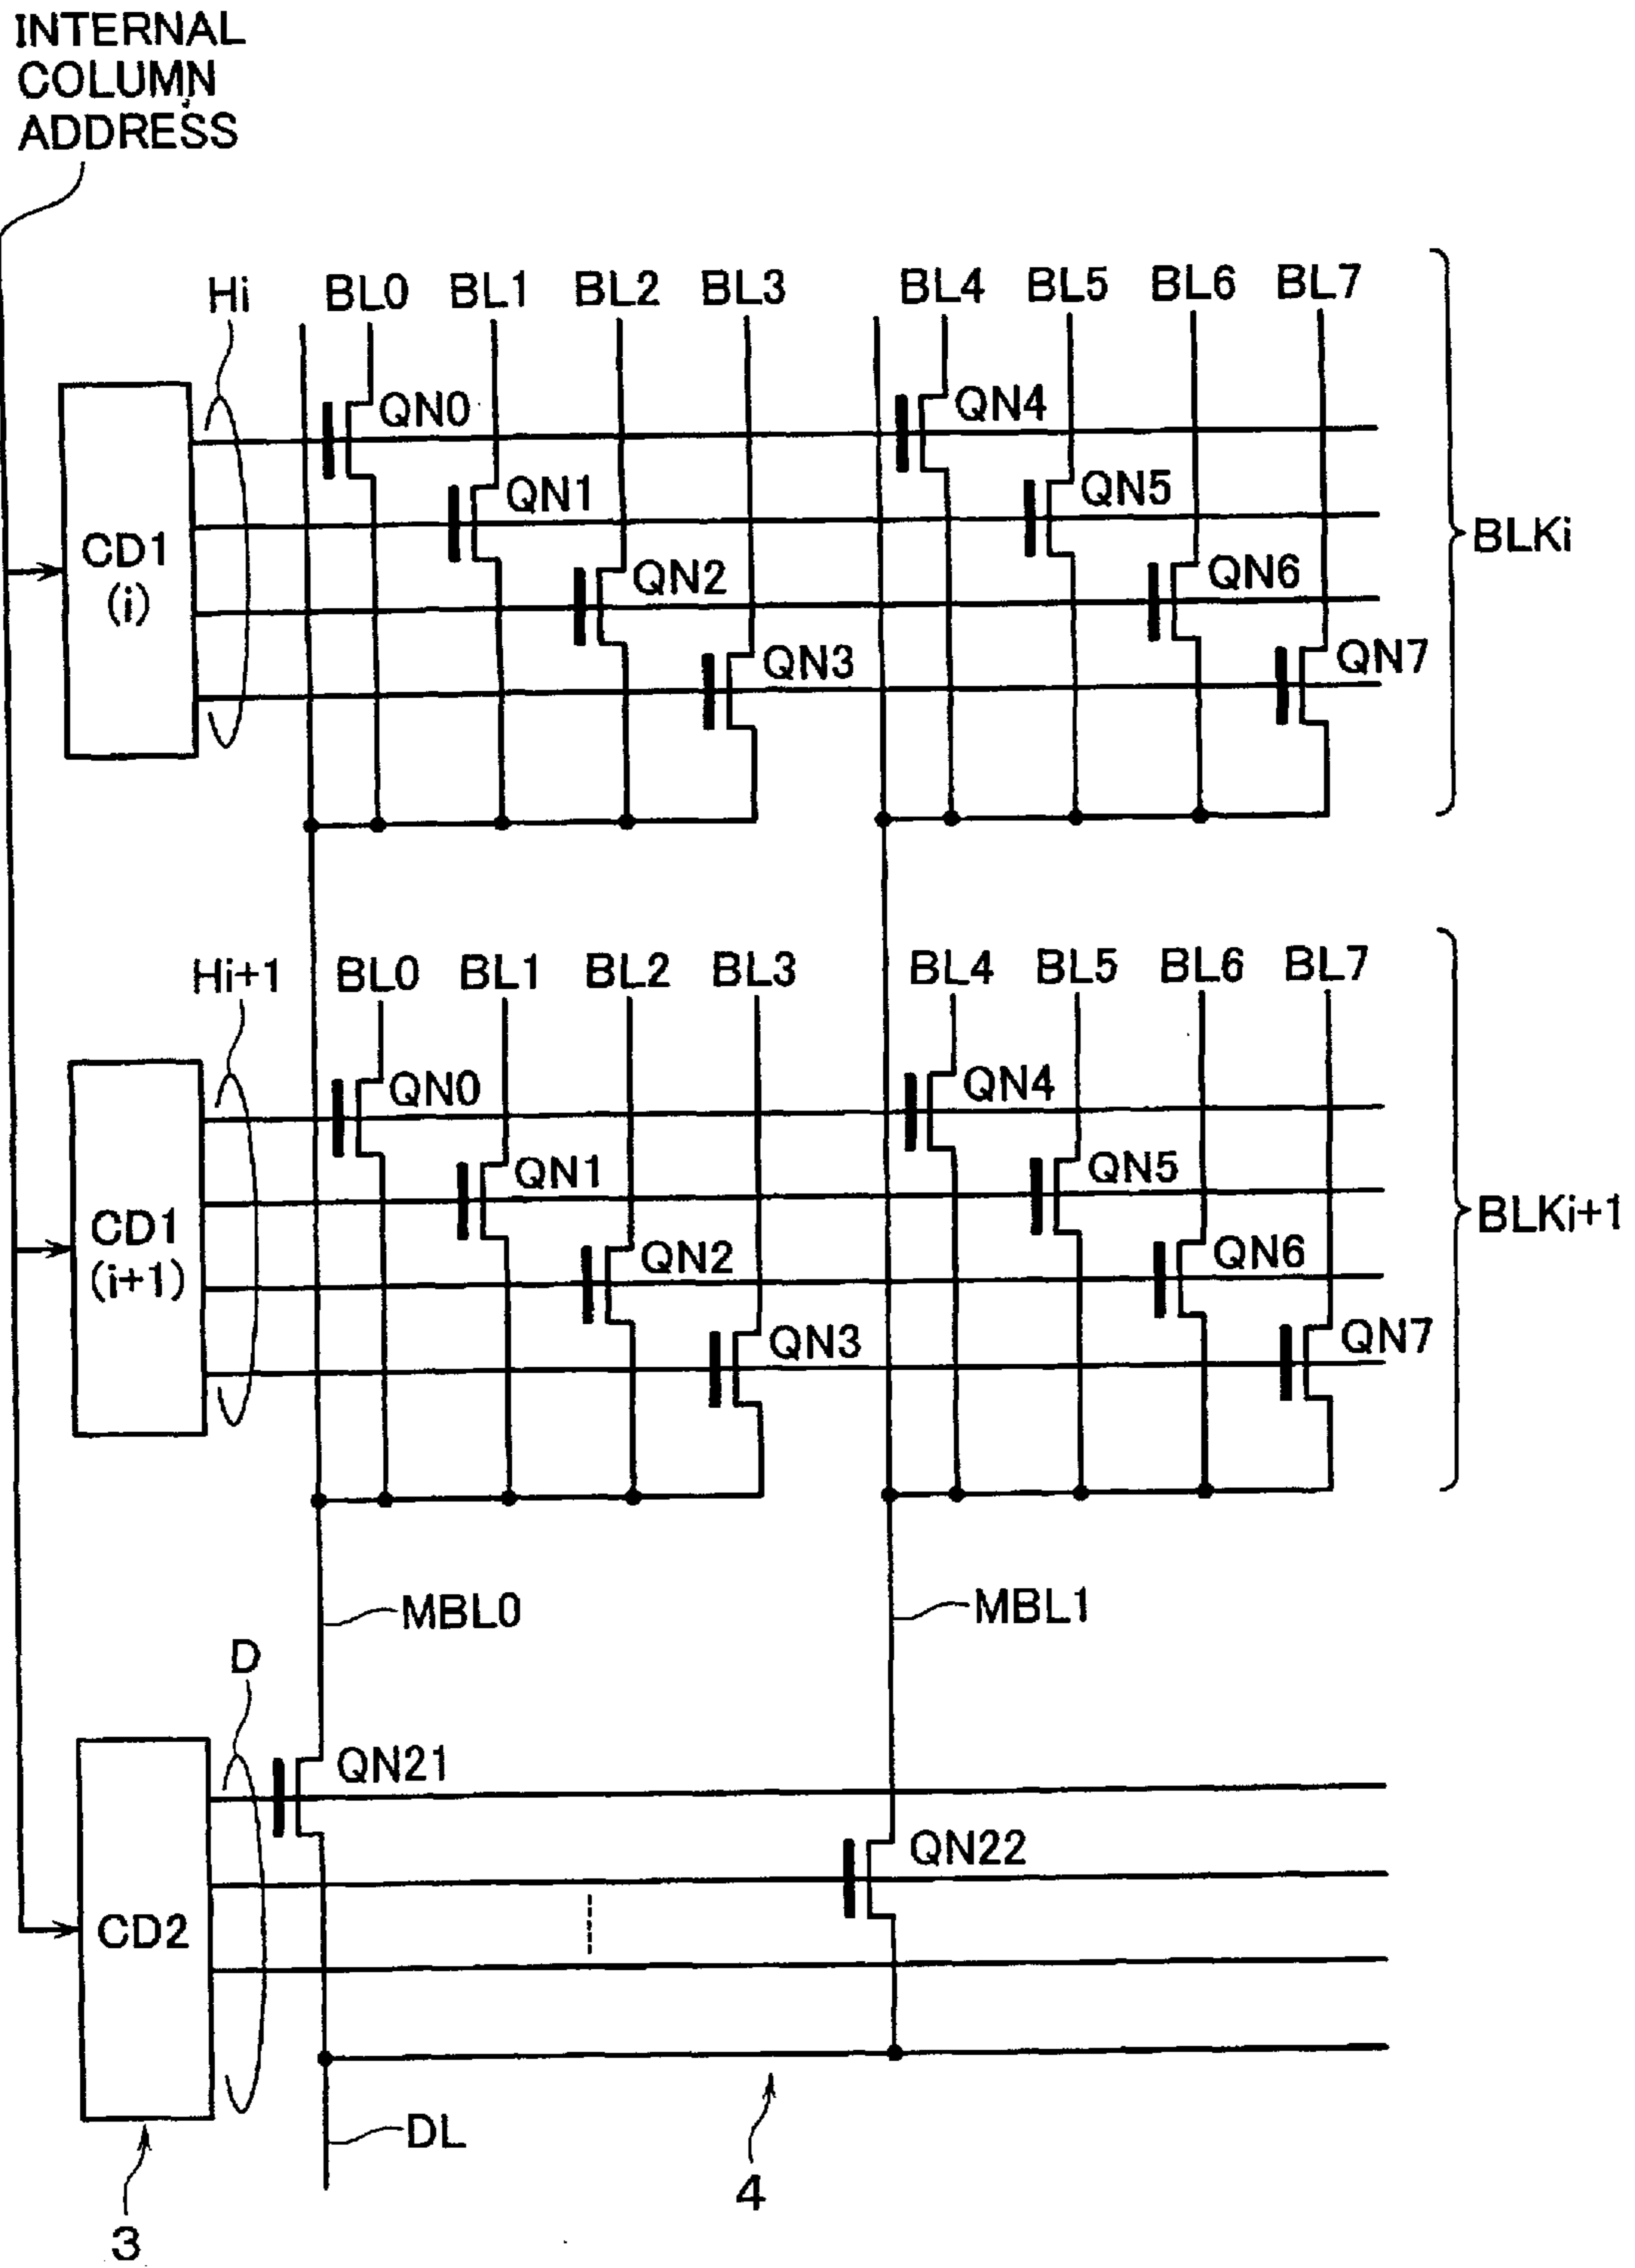 INTERNAL
COLUMN
ADDRESS
Hi
BL0 BL1 BL2 BL3 BL4 BL5 BL6 BL7
QN0 QN4
QN1 QN5
CD1
(i)
QN2 QN6
QN3 QN7
BLKi
Hi+1
BL0 BL1 BL2 BL3 BL4 BL5 BL6 BL7
QN0 QN4
QN1 QN5
CD1
(i+1)
QN2 QN6
QN3 QN7
BLKi+1
MBL0 MBL1
D
QN21
QN22
CD2
DL
3
4